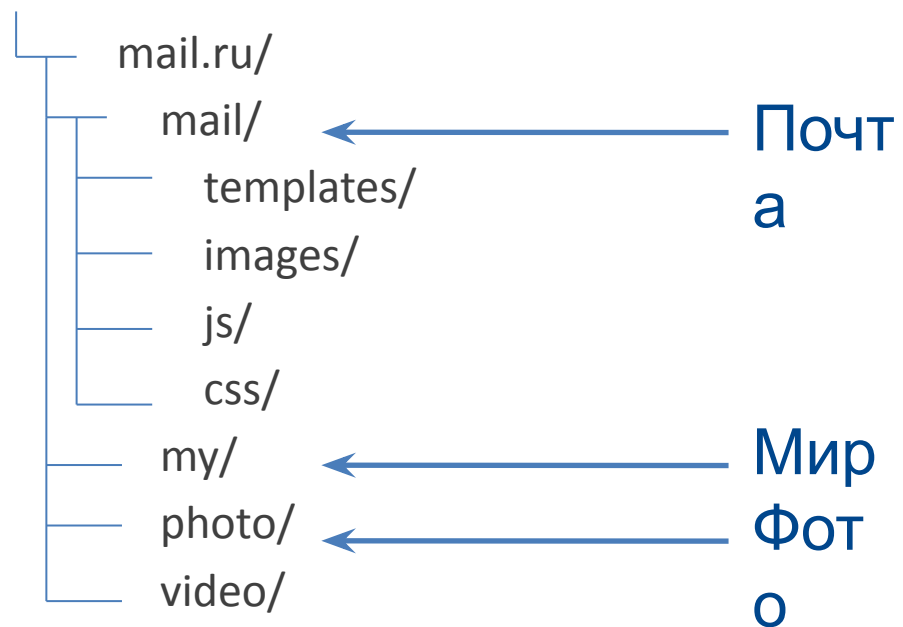 mail.ru/
mail/
Почт
а
templates/
images/
js/
css/
my/
Мир
photo/
Фот
о
video/